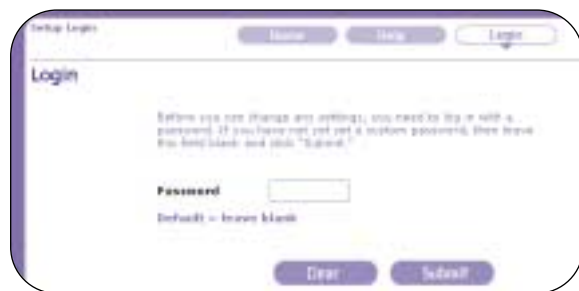 Setup Login
Home Help Login
Login
Before you can change any settings, you need to log in with a
password. If you have not yet set a custom password, then leave
this field blank and click "Submit."
Password
Default = leave blank
Clear Submit